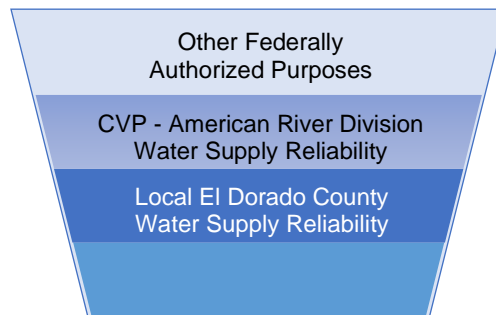 Other Federally
Authorized Purposes
CVP - American River Division
Water Supply Reliability
Local El Dorado County
Water Supply Reliability